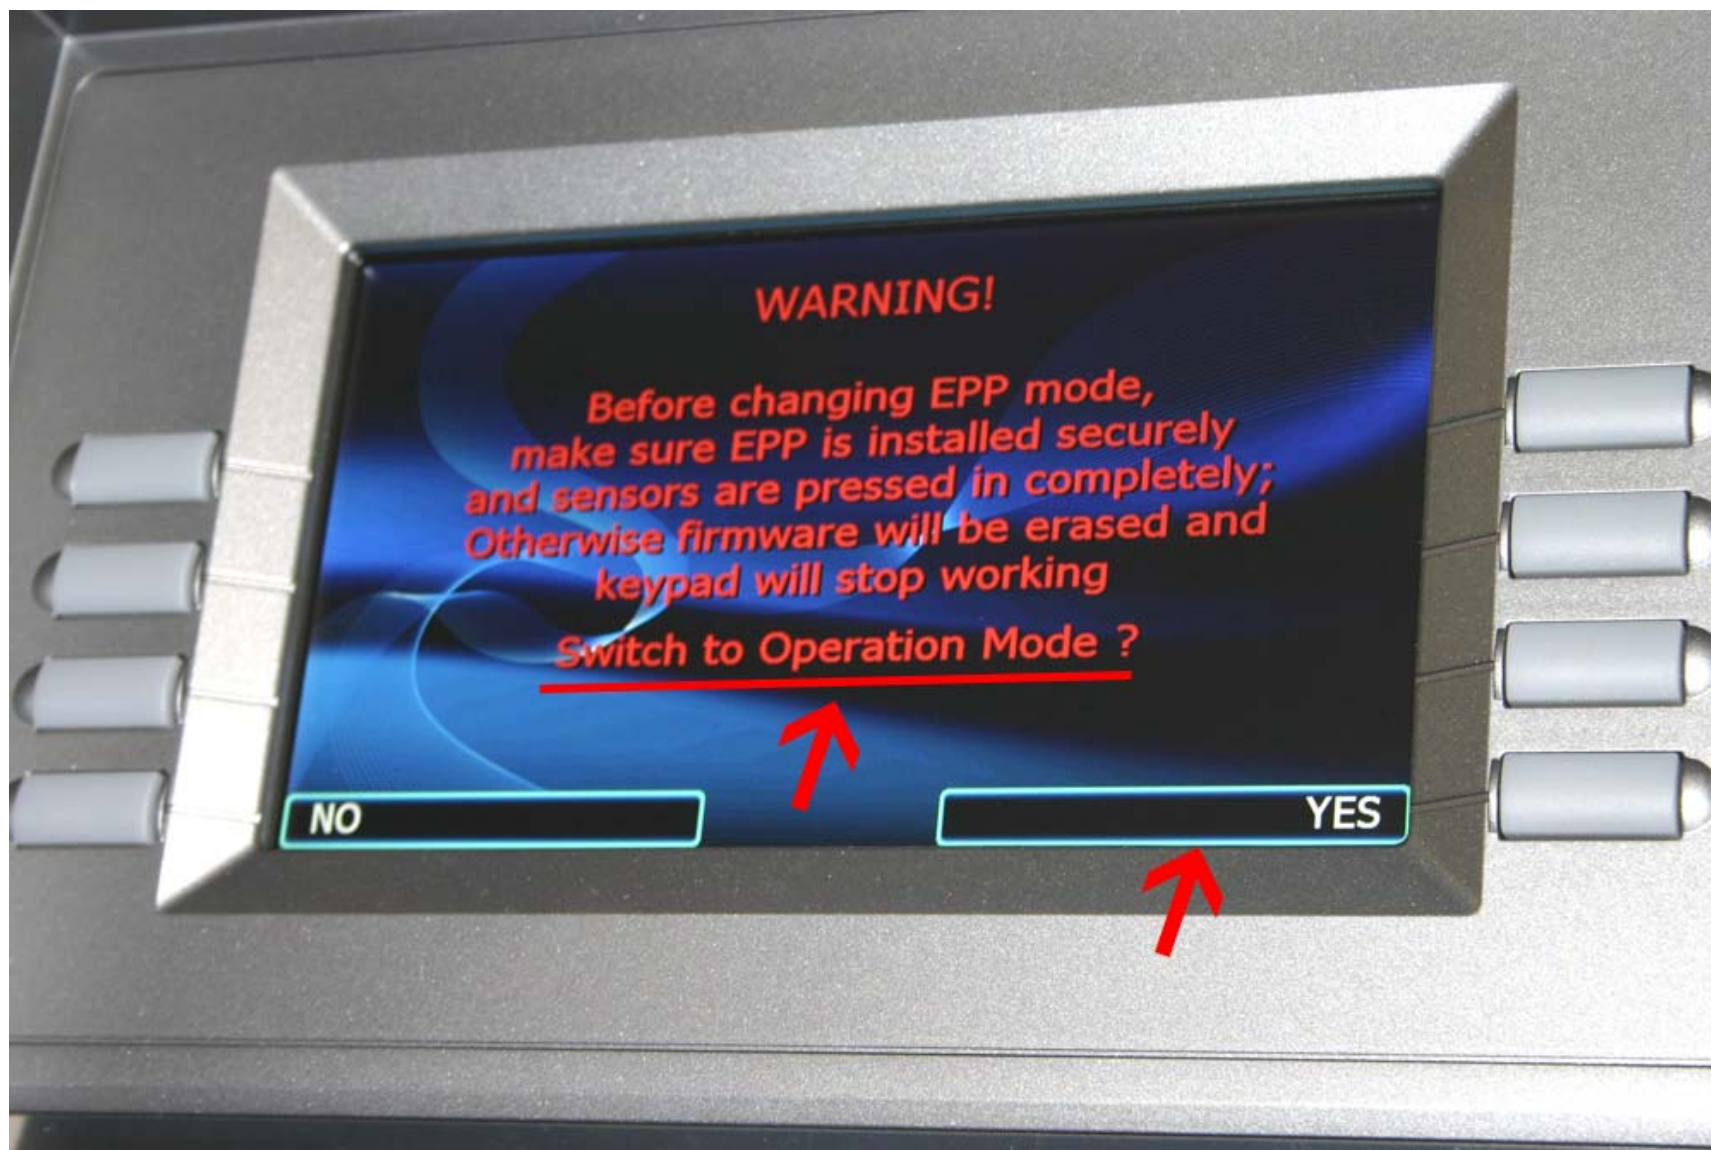 WARNING!
Before changing EPP mode,
make sure EPP is installed securely
and sensors are pressed in completely;
Otherwise firmware will be erased and
keypad will stop working
Switch to Operation Mode ?
NO
YES